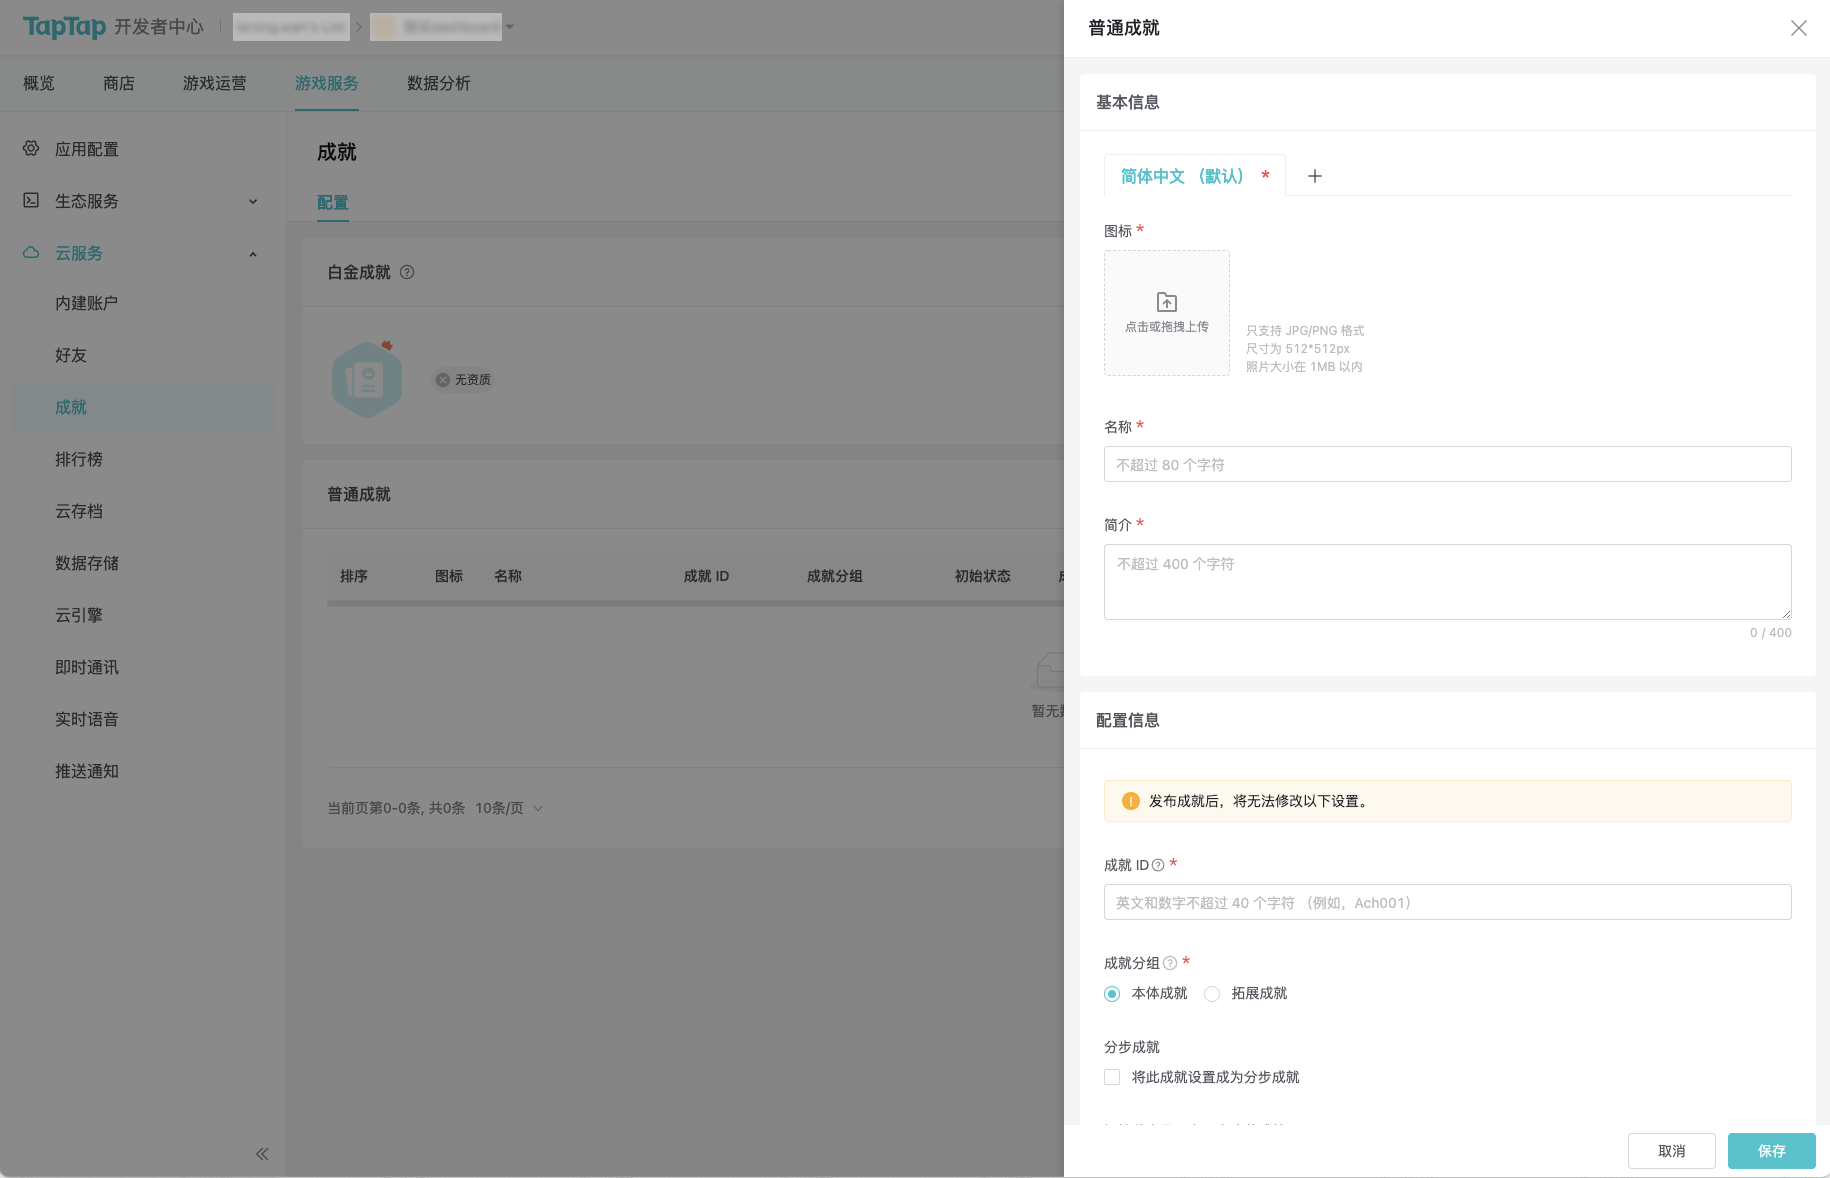 TapTap 开发者中心
概览 商店 游戏运营 游戏服务 数据分析
应用配置
生态服务
云服务
内建账户
好友
成就
排行榜
云存档
数据存储
云引擎
即时通讯
实时语音
推送通知
成就
配置
白金成就
无资质
普通成就
排序 图标 名称 成就 ID 成就分组 初始状态
暂无
当前页第0-0条, 共0条 10条/页
普通成就
基本信息
简体中文 （默认） * +
图标 *
点击或拖拽上传
只支持 JPG/PNG 格式
尺寸为 512*512px
照片大小在 1MB 以内
名称 *
不超过 80 个字符
简介 *
不超过 400 个字符
0 / 400
配置信息
发布成就后，将无法修改以下设置。
成就 ID *
英文和数字不超过 40 个字符 （例如，Ach001）
成就分组 *
本体成就 拓展成就
分步成就
将此成就设置成为分步成就
取消 保存